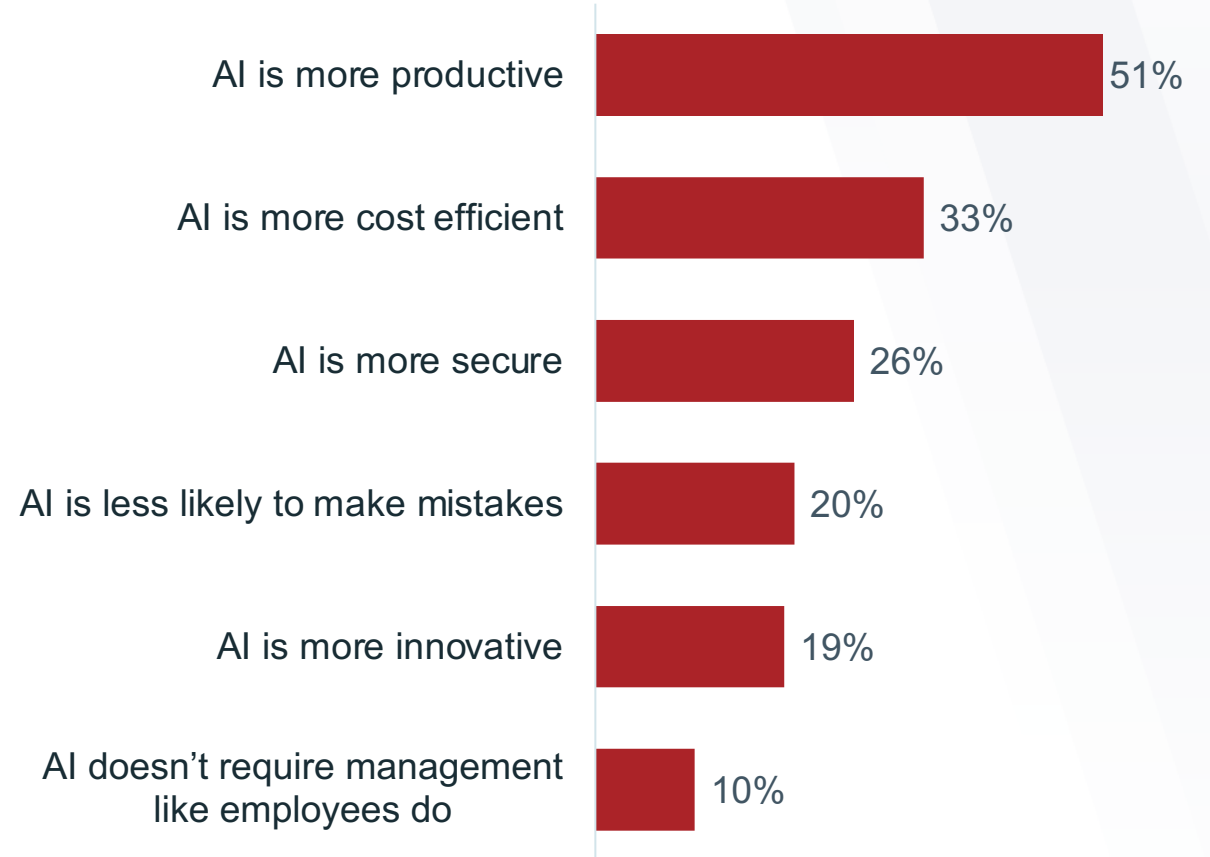 AI is more productive
51%
AI is more cost efficient
33%
AI is more secure
26%
AI is less likely to make mistakes
20%
AI is more innovative
19%
AI doesn’t require management
like employees do
10%